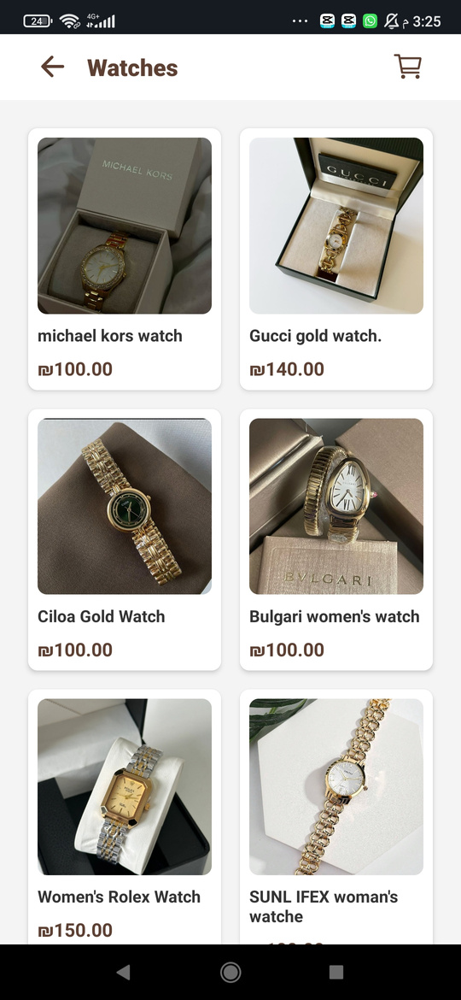 24
4G+
3:25 م
Watches
MICHAEL KORS
GUCCI
michael kors watch
Gucci gold watch.
₪100.00
₪140.00
BVLGARI
Ciloa Gold Watch
Bulgari women's watch
₪100.00
₪100.00
Women's Rolex Watch
SUNL IFEX woman's
watche
₪150.00